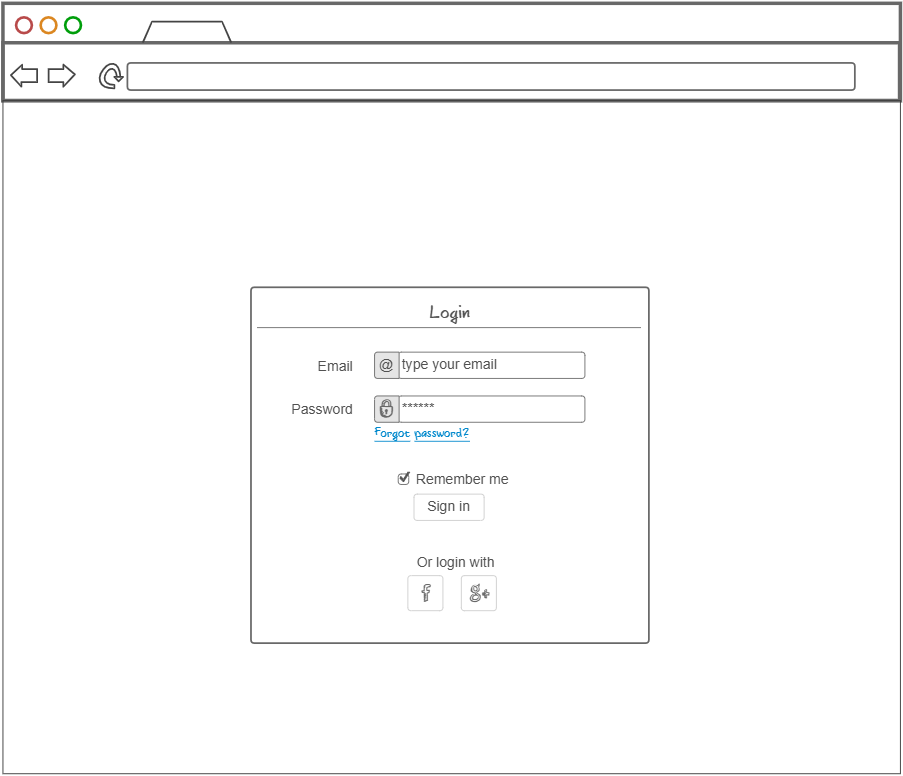 Login
Email @ type your email
Password ******
Forgot password?
Remember me
Sign in
Or login with
f g+